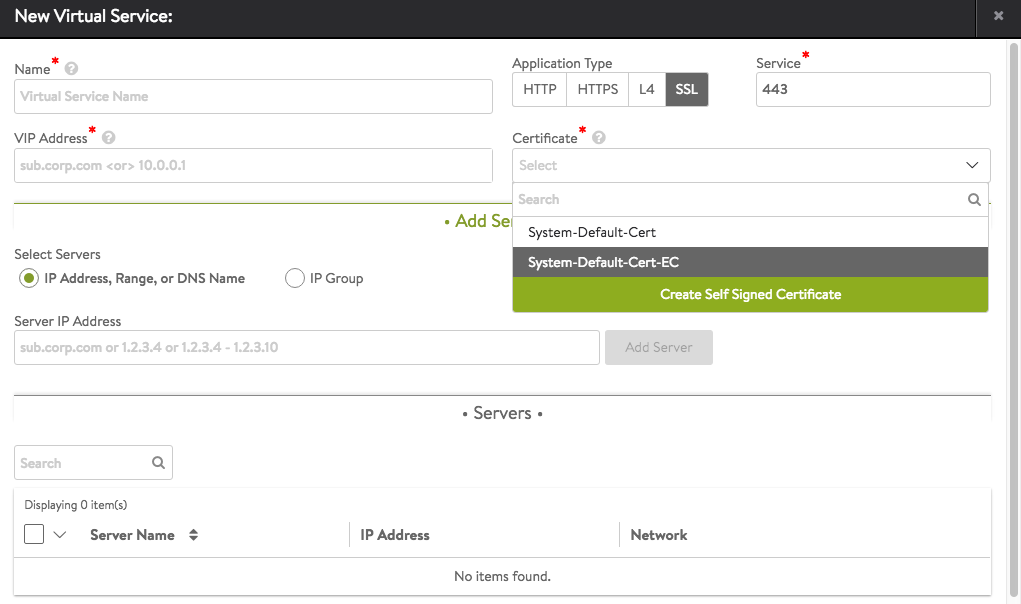 New Virtual Service:
Name* Application Type Service*
Virtual Service Name HTTP HTTPS L4 SSL 443
VIP Address* Certificate*
sub.corp.com <or> 10.0.0.1 Select
Search
• Add Ser
System-Default-Cert
Select Servers
System-Default-Cert-EC
IP Address, Range, or DNS Name IP Group
Create Self Signed Certificate
Server IP Address
sub.corp.com or 1.2.3.4 or 1.2.3.4 - 1.2.3.10 Add Server
• Servers •
Search
Displaying 0 item(s)
Server Name IP Address Network
No items found.